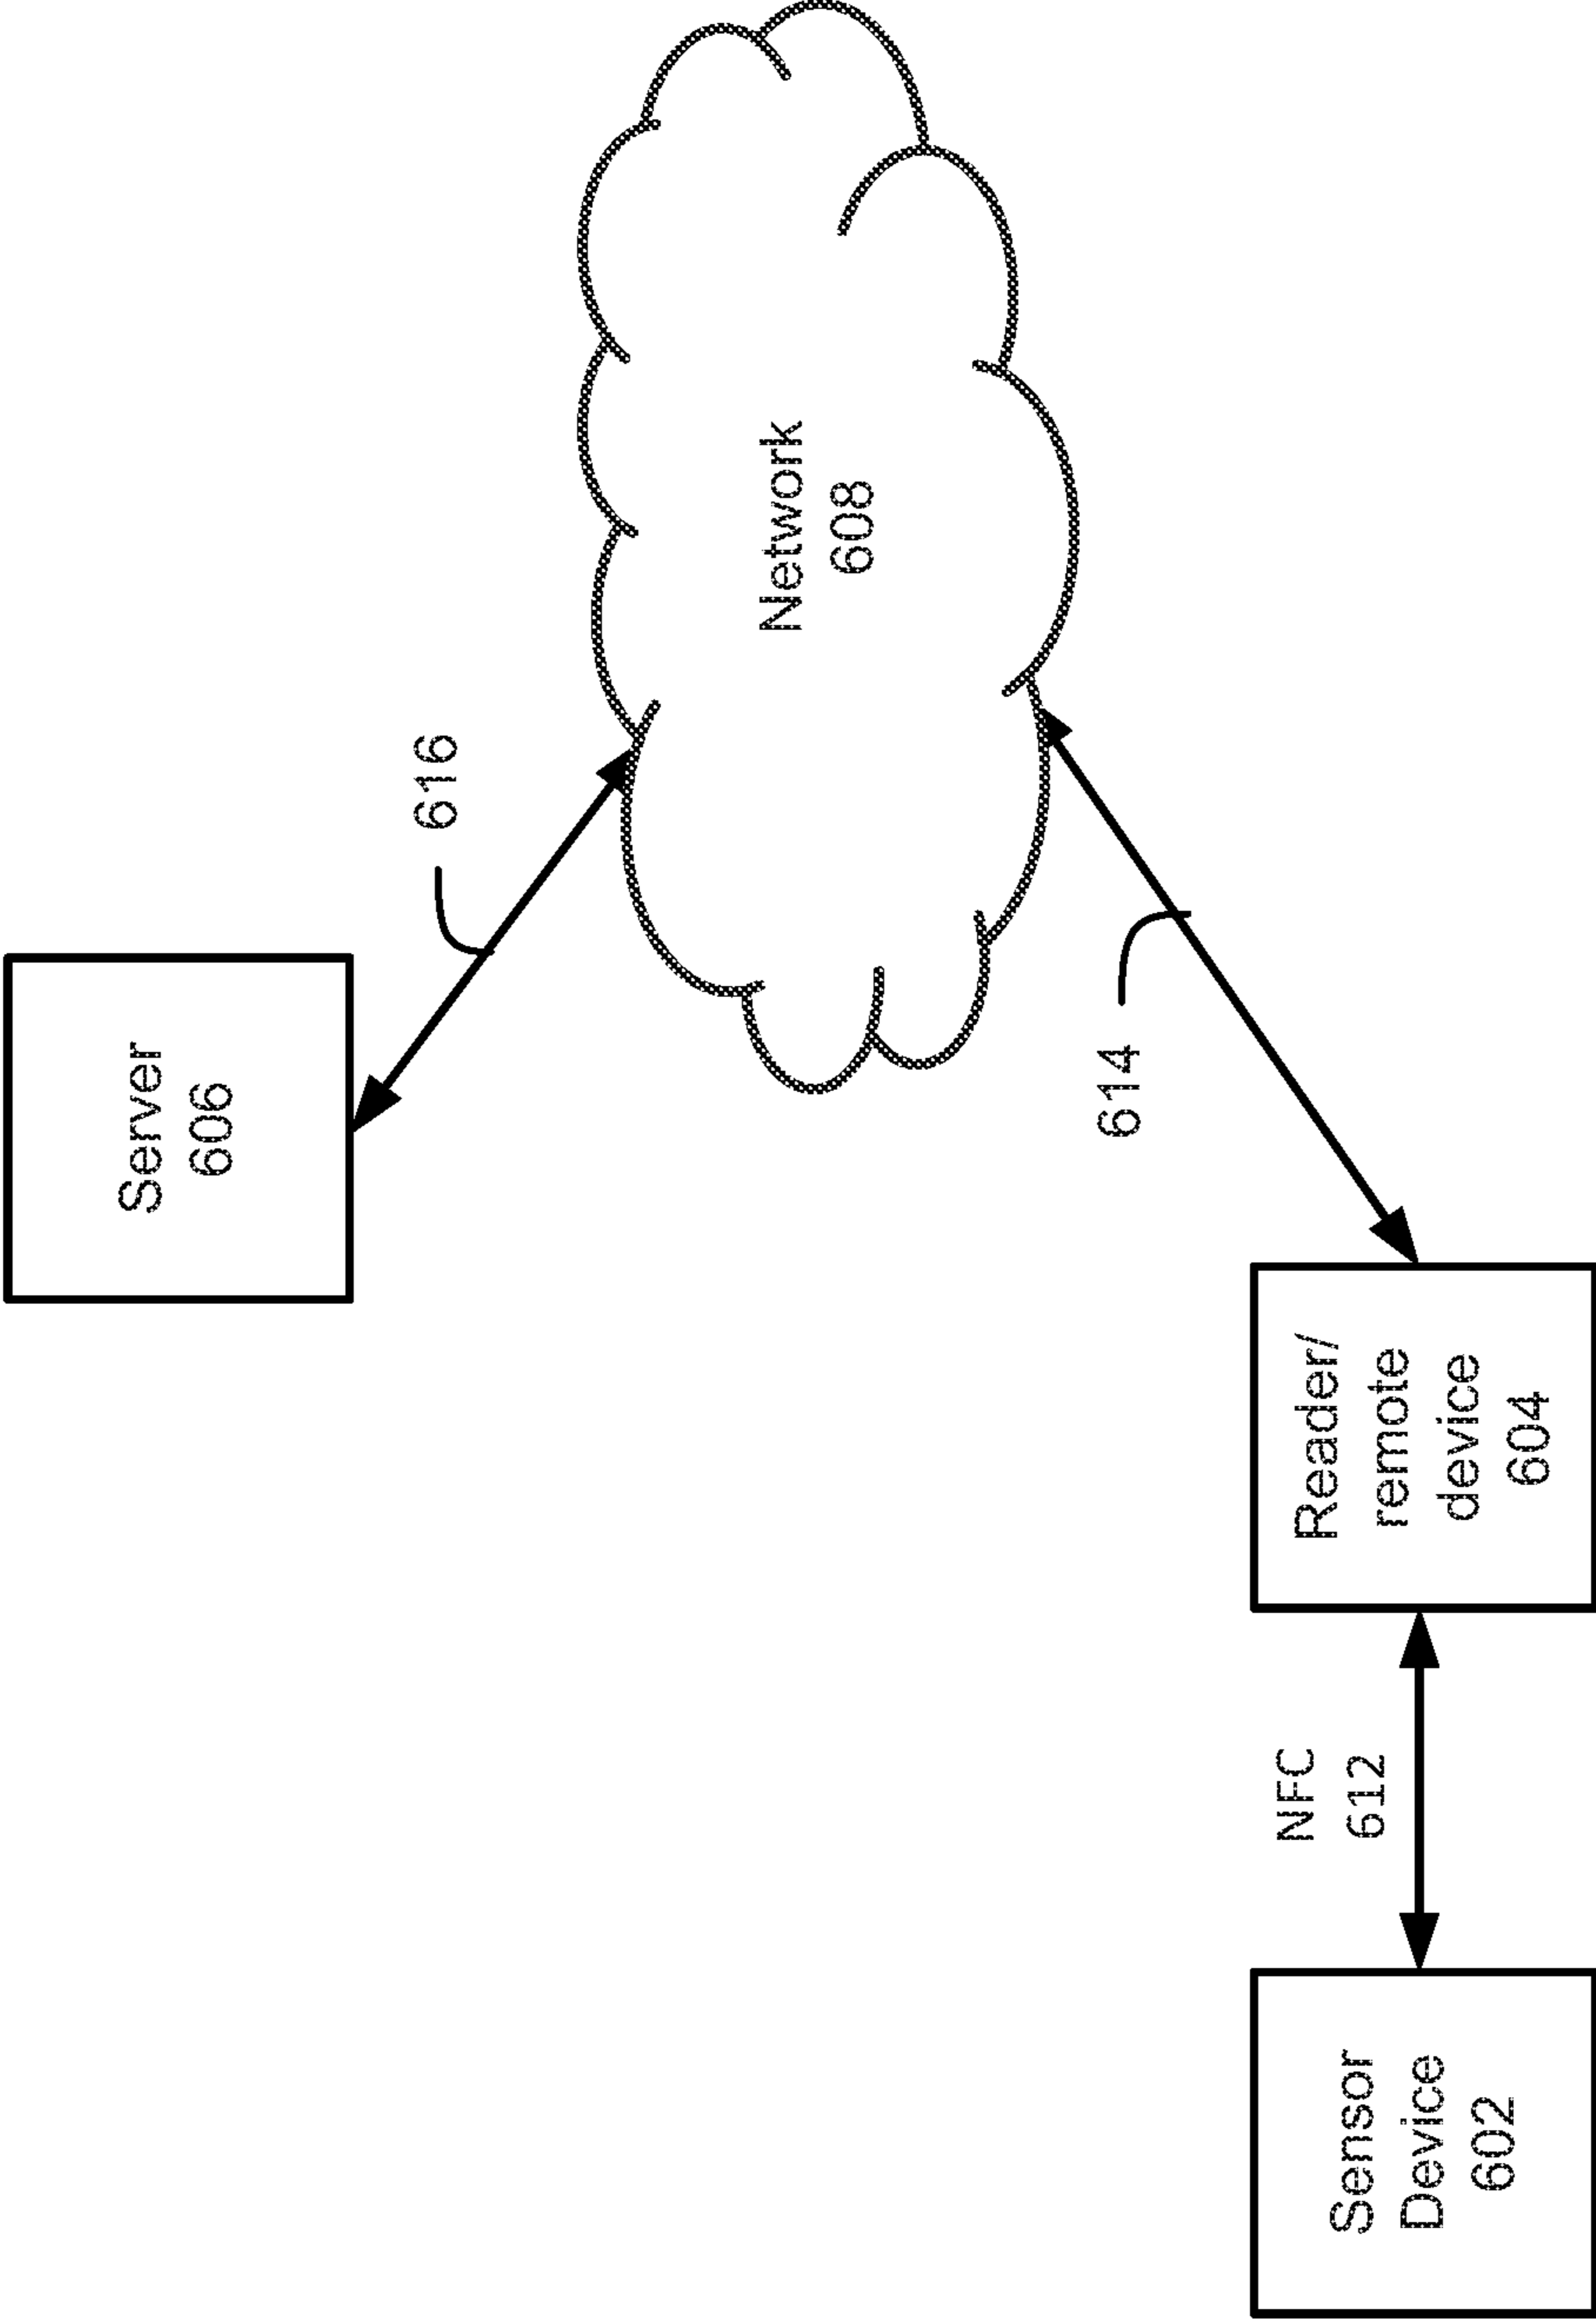 Server
606
616
Network
608
614
Reader/
remote
device
604
NFC
612
Sensor
Device
602